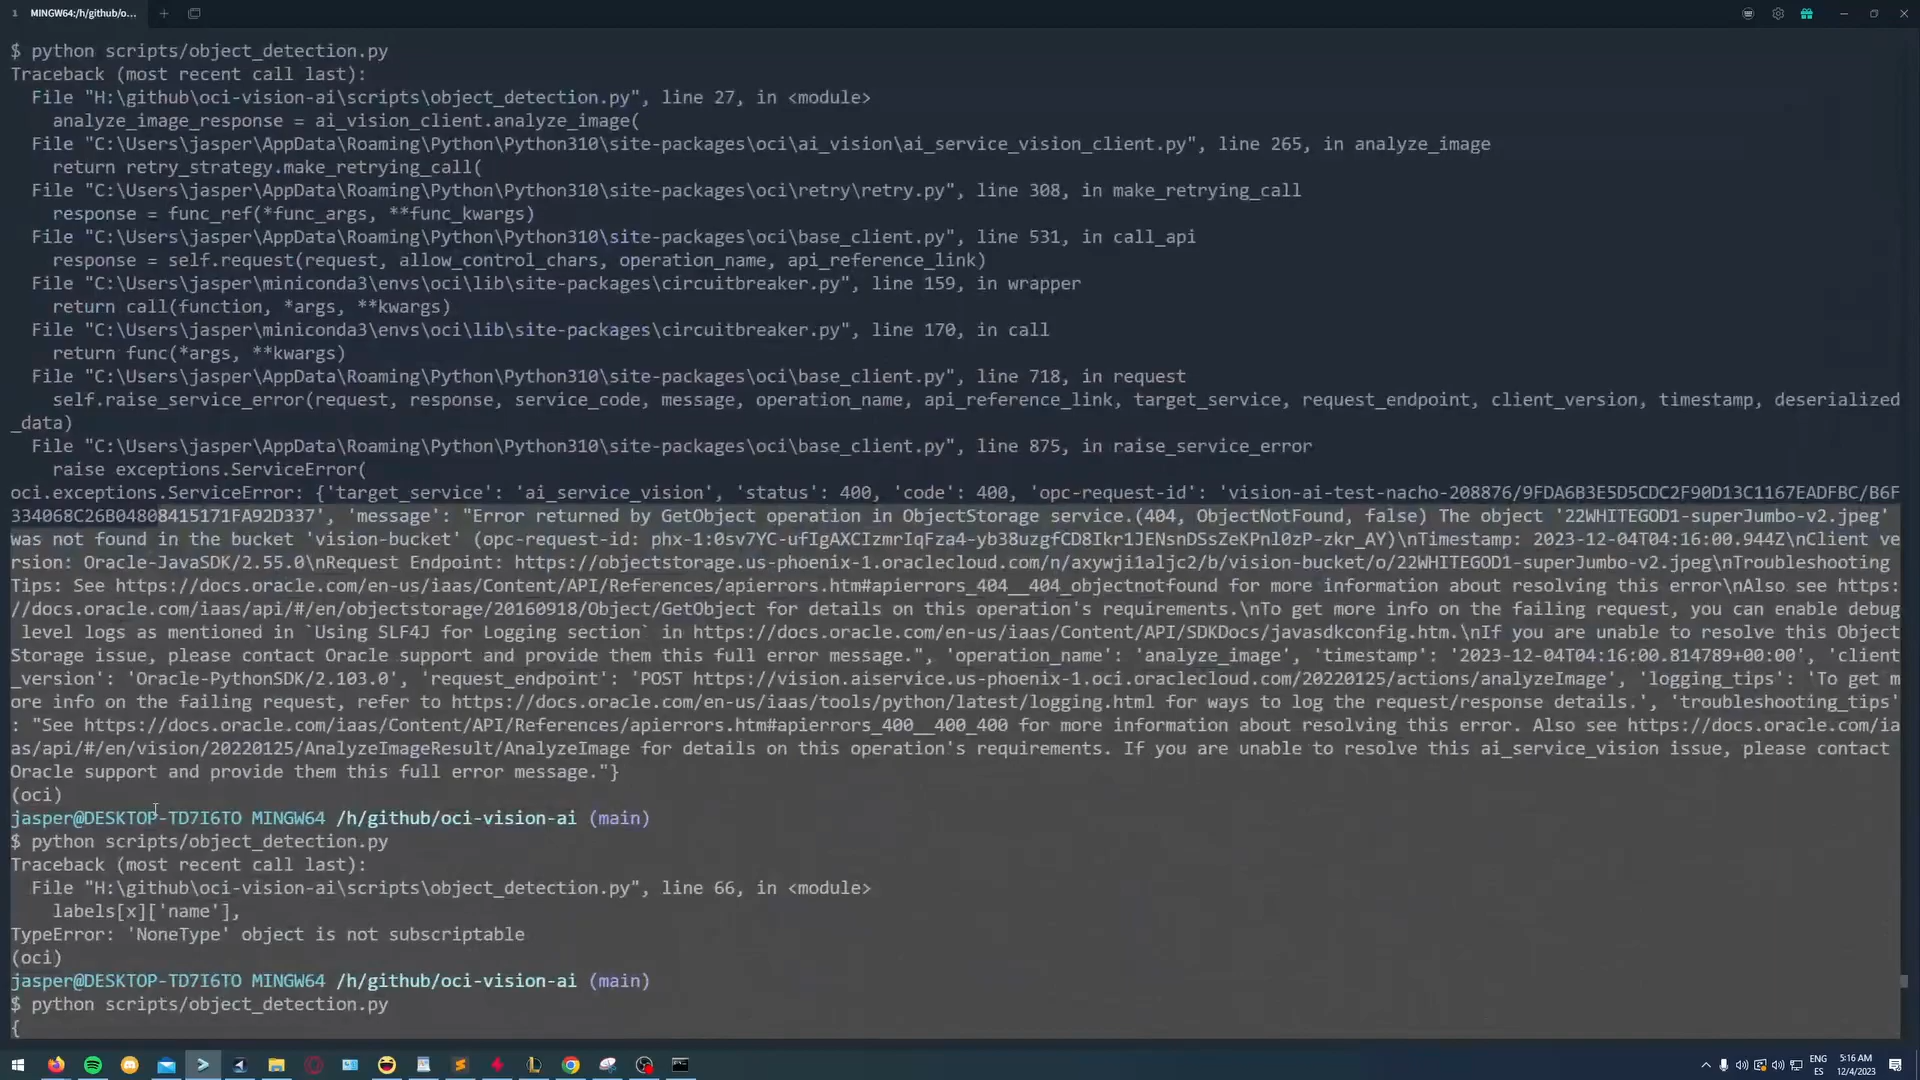 1 MINGW64:/h/github/o...
$ python scripts/object_detection.py
Traceback (most recent call last):
File "H:\github\oci-vision-ai\scripts\object_detection.py", line 27, in <module>
analyze_image_response = ai_vision_client.analyze_image(
File "C:\Users\jasper\AppData\Roaming\Python\Python310\site-packages\oci\ai_vision\ai_service_vision_client.py", line 265, in analyze_image
return retry_strategy.make_retrying_call(
File "C:\Users\jasper\AppData\Roaming\Python\Python310\site-packages\oci\retry\retry.py", line 308, in make_retrying_call
response = func_ref(*func_args, **func_kwargs)
File "C:\Users\jasper\AppData\Roaming\Python\Python310\site-packages\oci\base_client.py", line 531, in call_api
response = self.request(request, allow_control_chars, operation_name, api_reference_link)
File "C:\Users\jasper\miniconda3\envs\oci\lib\site-packages\circuitbreaker.py", line 159, in wrapper
return call(function, *args, **kwargs)
File "C:\Users\jasper\miniconda3\envs\oci\lib\site-packages\circuitbreaker.py", line 170, in call
return func(*args, **kwargs)
File "C:\Users\jasper\AppData\Roaming\Python\Python310\site-packages\oci\base_client.py", line 718, in request
self.raise_service_error(request, response, service_code, message, operation_name, api_reference_link, target_service, request_endpoint, client_version, timestamp, deserialized
_data)
File "C:\Users\jasper\AppData\Roaming\Python\Python310\site-packages\oci\base_client.py", line 875, in raise_service_error
raise exceptions.ServiceError(
oci.exceptions.ServiceError: {'target_service': 'ai_service_vision', 'status': 400, 'code': 400, 'opc-request-id': 'vision-ai-test-nacho-208876/9FDA6B3E5D5CDC2F90D13C1167EADFBC/B6F
334068C26B04808415171FA92D337', 'message': "Error returned by GetObject operation in ObjectStorage service.(404, ObjectNotFound, false) The object '22WHITEGOD1-superJumbo-v2.jpeg'
was not found in the bucket 'vision-bucket' (opc-request-id: phx-1:0sv7YC-ufIgAXCIzmrIqFza4-yb38uzgfCD8Ikr1JENsnDSsZeKPnl0zP-zkr_AY)\nTimestamp: 2023-12-04T04:16:00.944Z\nClient ve
rsion: Oracle-JavaSDK/2.55.0\nRequest Endpoint: https://objectstorage.us-phoenix-1.oraclecloud.com/n/axywji1aljc2/b/vision-bucket/o/22WHITEGOD1-superJumbo-v2.jpeg\nTroubleshooting
Tips: See https://docs.oracle.com/en-us/iaas/Content/API/References/apierrors.htm#apierrors_404__404_objectnotfound for more information about resolving this error\nAlso see https:
//docs.oracle.com/iaas/api/#/en/objectstorage/20160918/Object/GetObject for details on this operation's requirements.\nTo get more info on the failing request, you can enable debug
level logs as mentioned in `Using SLF4J for Logging section` in https://docs.oracle.com/en-us/iaas/Content/API/SDKDocs/javasdkconfig.htm.\nIf you are unable to resolve this Object
Storage issue, please contact Oracle support and provide them this full error message.", 'operation_name': 'analyze_image', 'timestamp': '2023-12-04T04:16:00.814789+00:00', 'client
_version': 'Oracle-PythonSDK/2.103.0', 'request_endpoint': 'POST https://vision.aiservice.us-phoenix-1.oci.oraclecloud.com/20220125/actions/analyzeImage', 'logging_tips': 'To get m
ore info on the failing request, refer to https://docs.oracle.com/en-us/iaas/tools/python/latest/logging.html for ways to log the request/response details.', 'troubleshooting_tips'
: "See https://docs.oracle.com/iaas/Content/API/References/apierrors.htm#apierrors_400__400_400 for more information about resolving this error. Also see https://docs.oracle.com/ia
as/api/#/en/vision/20220125/AnalyzeImageResult/AnalyzeImage for details on this operation's requirements. If you are unable to resolve this ai_service_vision issue, please contact
Oracle support and provide them this full error message."}
(oci)
jasper@DESKTOP-TD7I6TO MINGW64 /h/github/oci-vision-ai (main)
$ python scripts/object_detection.py
Traceback (most recent call last):
File "H:\github\oci-vision-ai\scripts\object_detection.py", line 66, in <module>
labels[x]['name'],
TypeError: 'NoneType' object is not subscriptable
(oci)
jasper@DESKTOP-TD7I6TO MINGW64 /h/github/oci-vision-ai (main)
$ python scripts/object_detection.py
{
ENG
ES
5:16 AM
12/4/2023